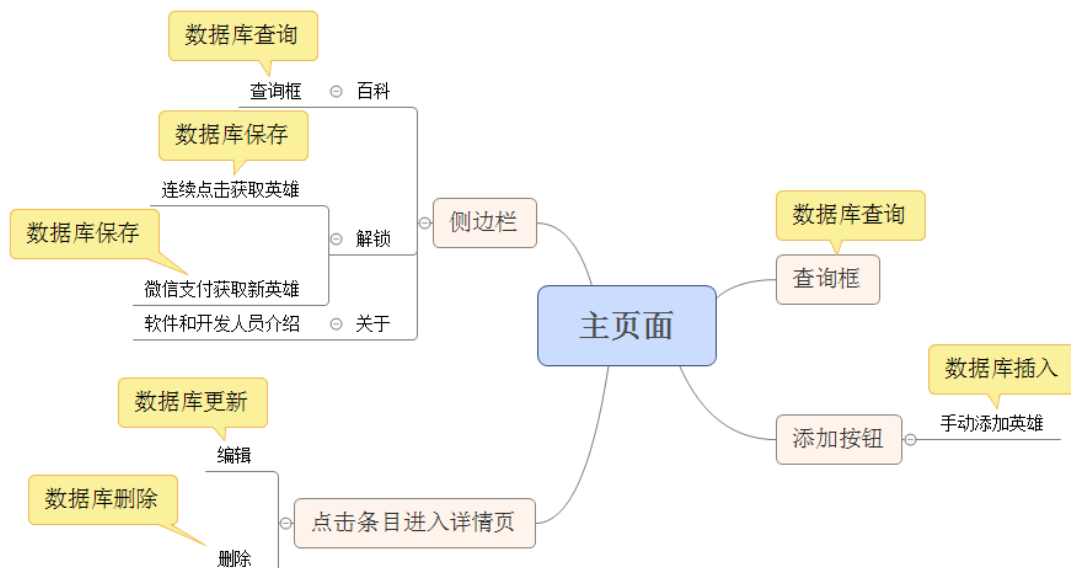 数据库查询
查询框
百科
数据库保存
连续点击获取英雄
数据库保存
解锁
微信支付获取新英雄
软件和开发人员介绍
关于
侧边栏
数据库查询
查询框
主页面
数据库插入
手动添加英雄
添加按钮
数据库更新
编辑
数据库删除
删除
点击条目进入详情页